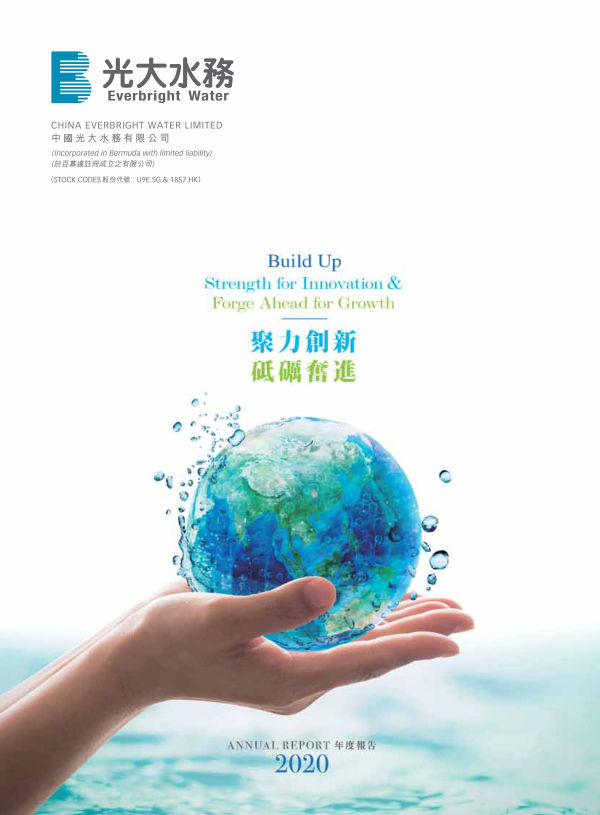 光大水務
Everbright Water
CHINA EVERBRIGHT WATER LIMITED
中國光大水務有限公司
(Incorporated in Bermuda with limited liability)
(於百慕達註冊成立之有限公司)
(STOCK CODES 股份代號 : U9E.SG & 1857.HK)
Build Up
Strength for Innovation &
Forge Ahead for Growth
聚力創新
砥礪奮進
ANNUAL REPORT 年度報告
2020